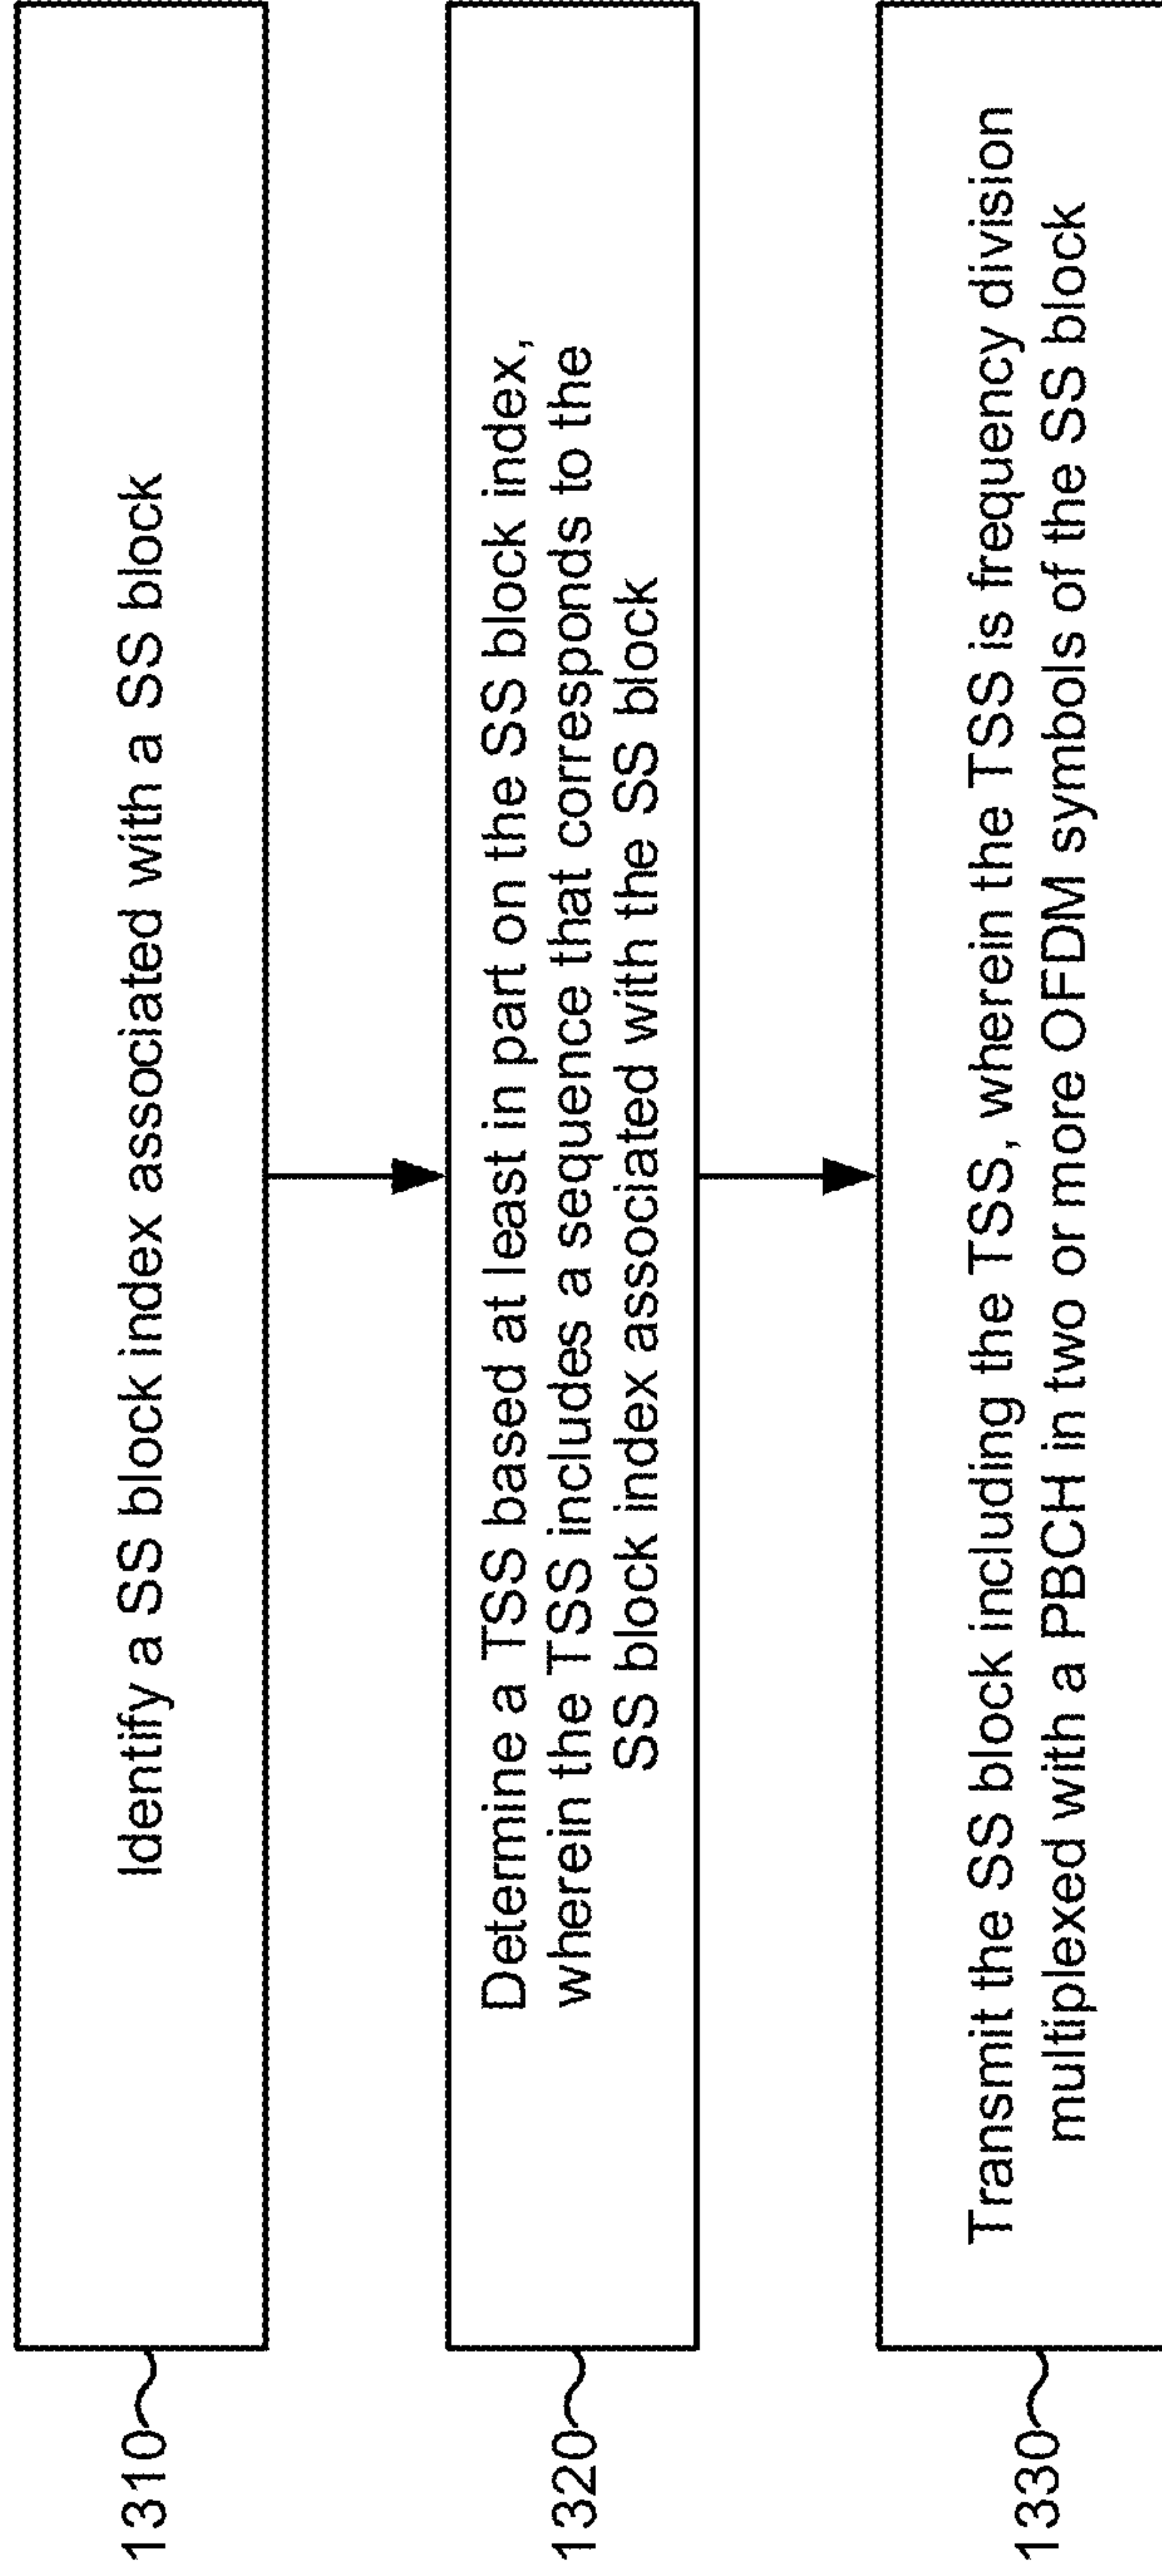 1310
Identify a SS block index associated with a SS block
1320
Determine a TSS based at least in part on the SS block index,
wherein the TSS includes a sequence that corresponds to the
SS block index associated with the SS block
1330
Transmit the SS block including the TSS, wherein the TSS is frequency division
multiplexed with a PBCH in two or more OFDM symbols of the SS block